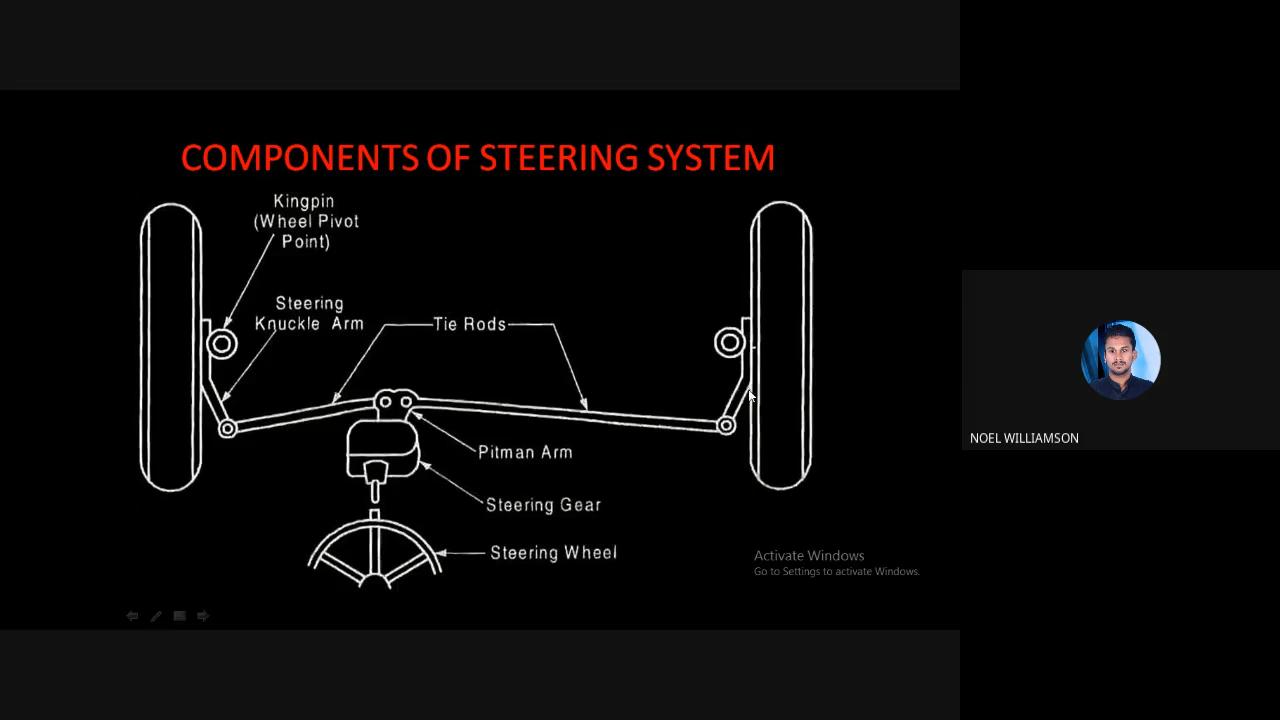 COMPONENTS OF STEERING SYSTEM
Kingpin
(Wheel Pivot
Point)
Steering
Knuckle Arm
Tie Rods
Pitman Arm
Steering Gear
Steering Wheel
Activate Windows
Go to Settings to activate Windows.
NOEL WILLIAMSON